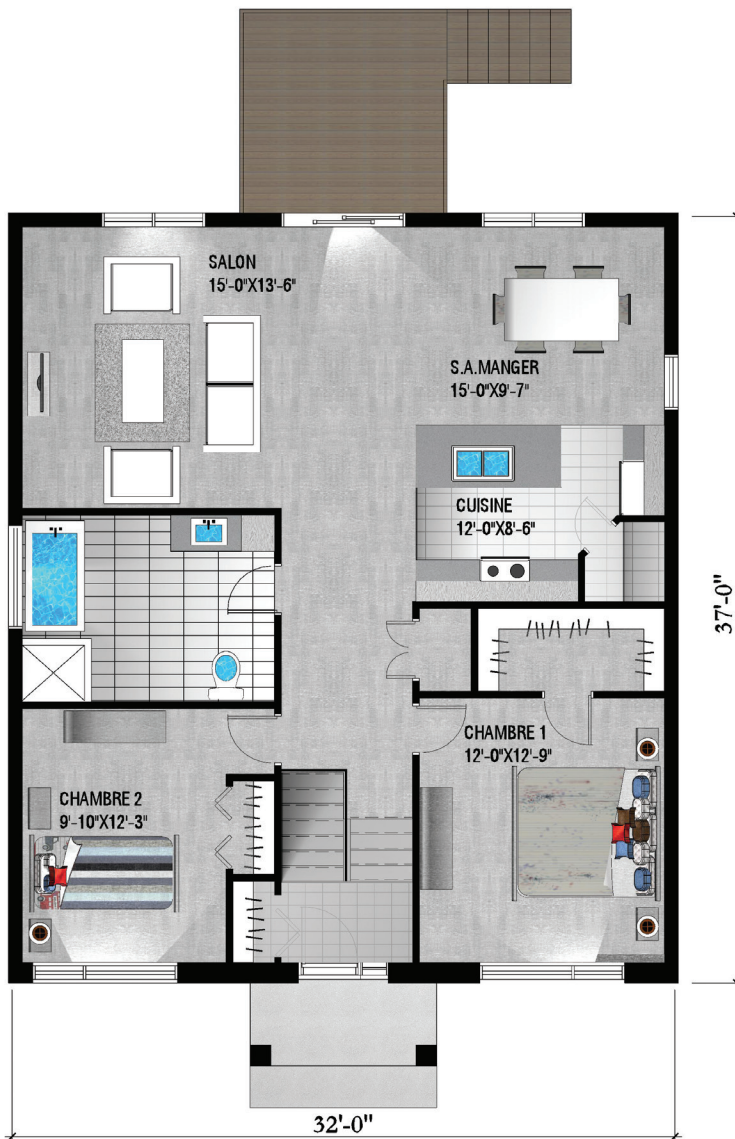 SALON
15'-0"X13'-6"
S.A.MANGER
15'-0"X9'-7"
CUISINE
12'-0"X8'-6"
37'-0"
CHAMBRE 1
12'-0"X12'-9"
CHAMBRE 2
9'-10"X12'-3"
32'-0"